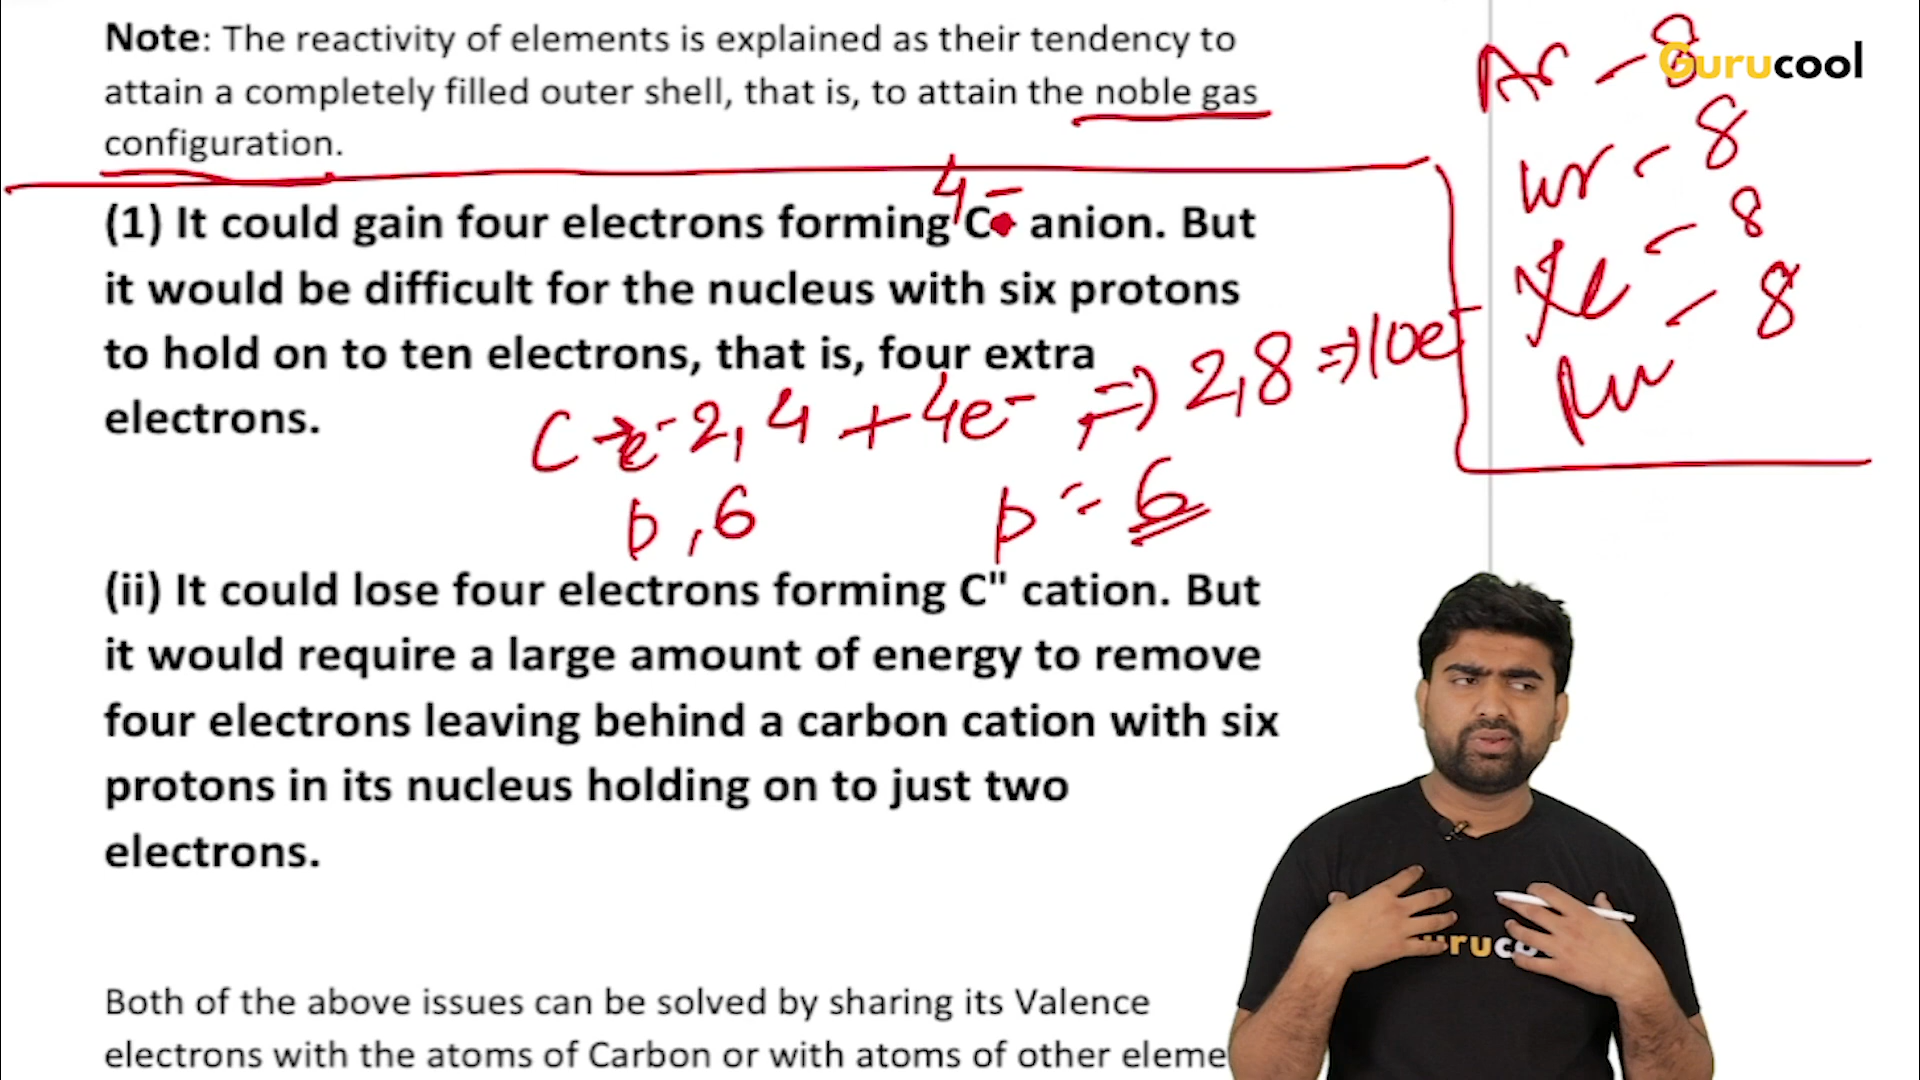 Note: The reactivity of elements is explained as their tendency to
attain a completely filled outer shell, that is, to attain the noble gas
configuration.
(1) It could gain four electrons forming C 4- anion. But
it would be difficult for the nucleus with six protons
to hold on to ten electrons, that is, four extra
electrons.
C → e- 2, 4 + 4e- => 2,8 => 10e-
p, 6 p = 6
(ii) It could lose four electrons forming C" cation. But
it would require a large amount of energy to remove
four electrons leaving behind a carbon cation with six
protons in its nucleus holding on to just two
electrons.
Both of the above issues can be solved by sharing its Valence
electrons with the atoms of Carbon or with atoms of other eleme
Gurucool
Ar - 8
- 8
Xe - 8
- 8